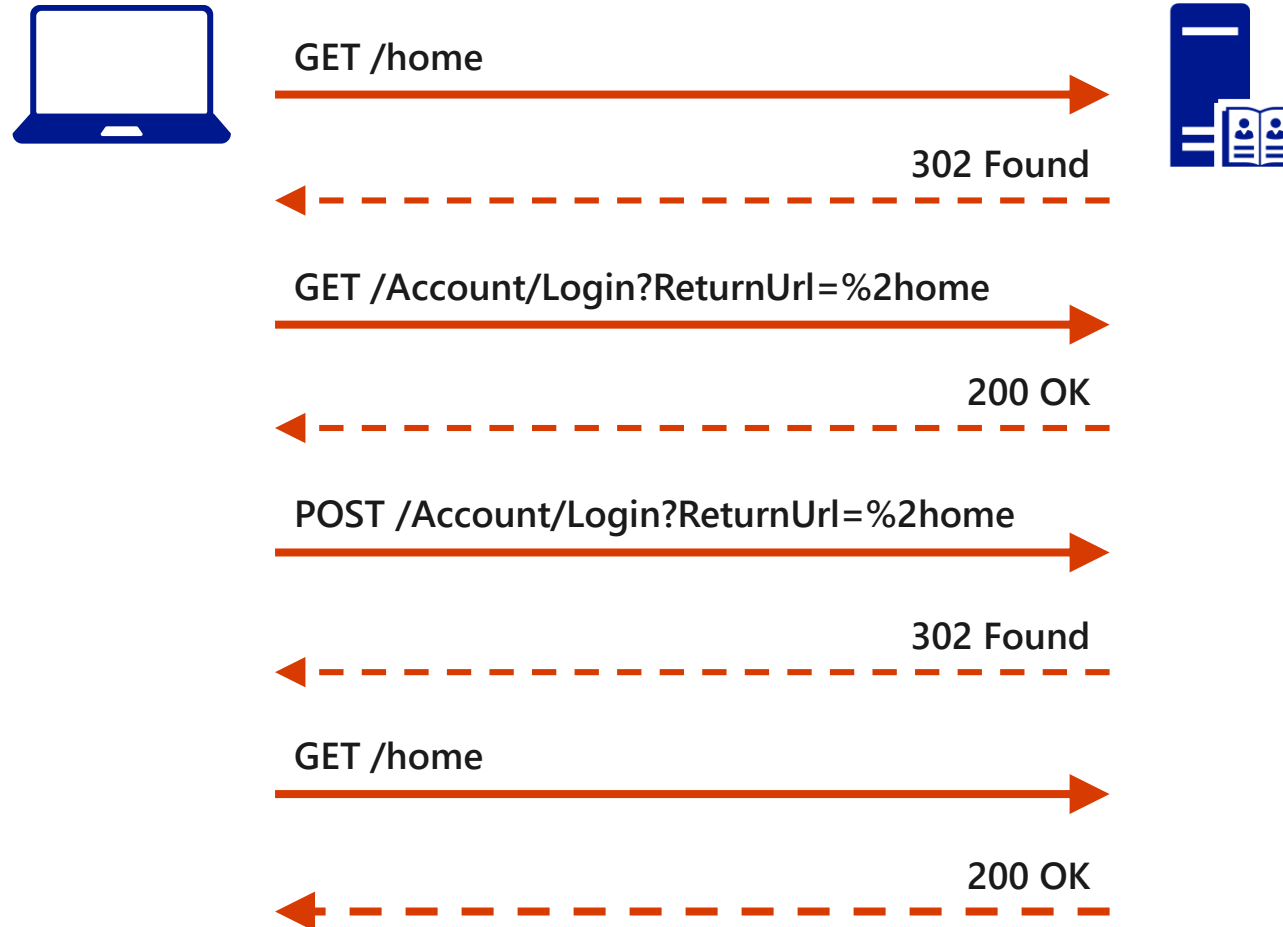 GET /home
302 Found
GET /Account/Login?ReturnUrl=%2home
200 OK
POST /Account/Login?ReturnUrl=%2home
302 Found
GET /home
200 OK